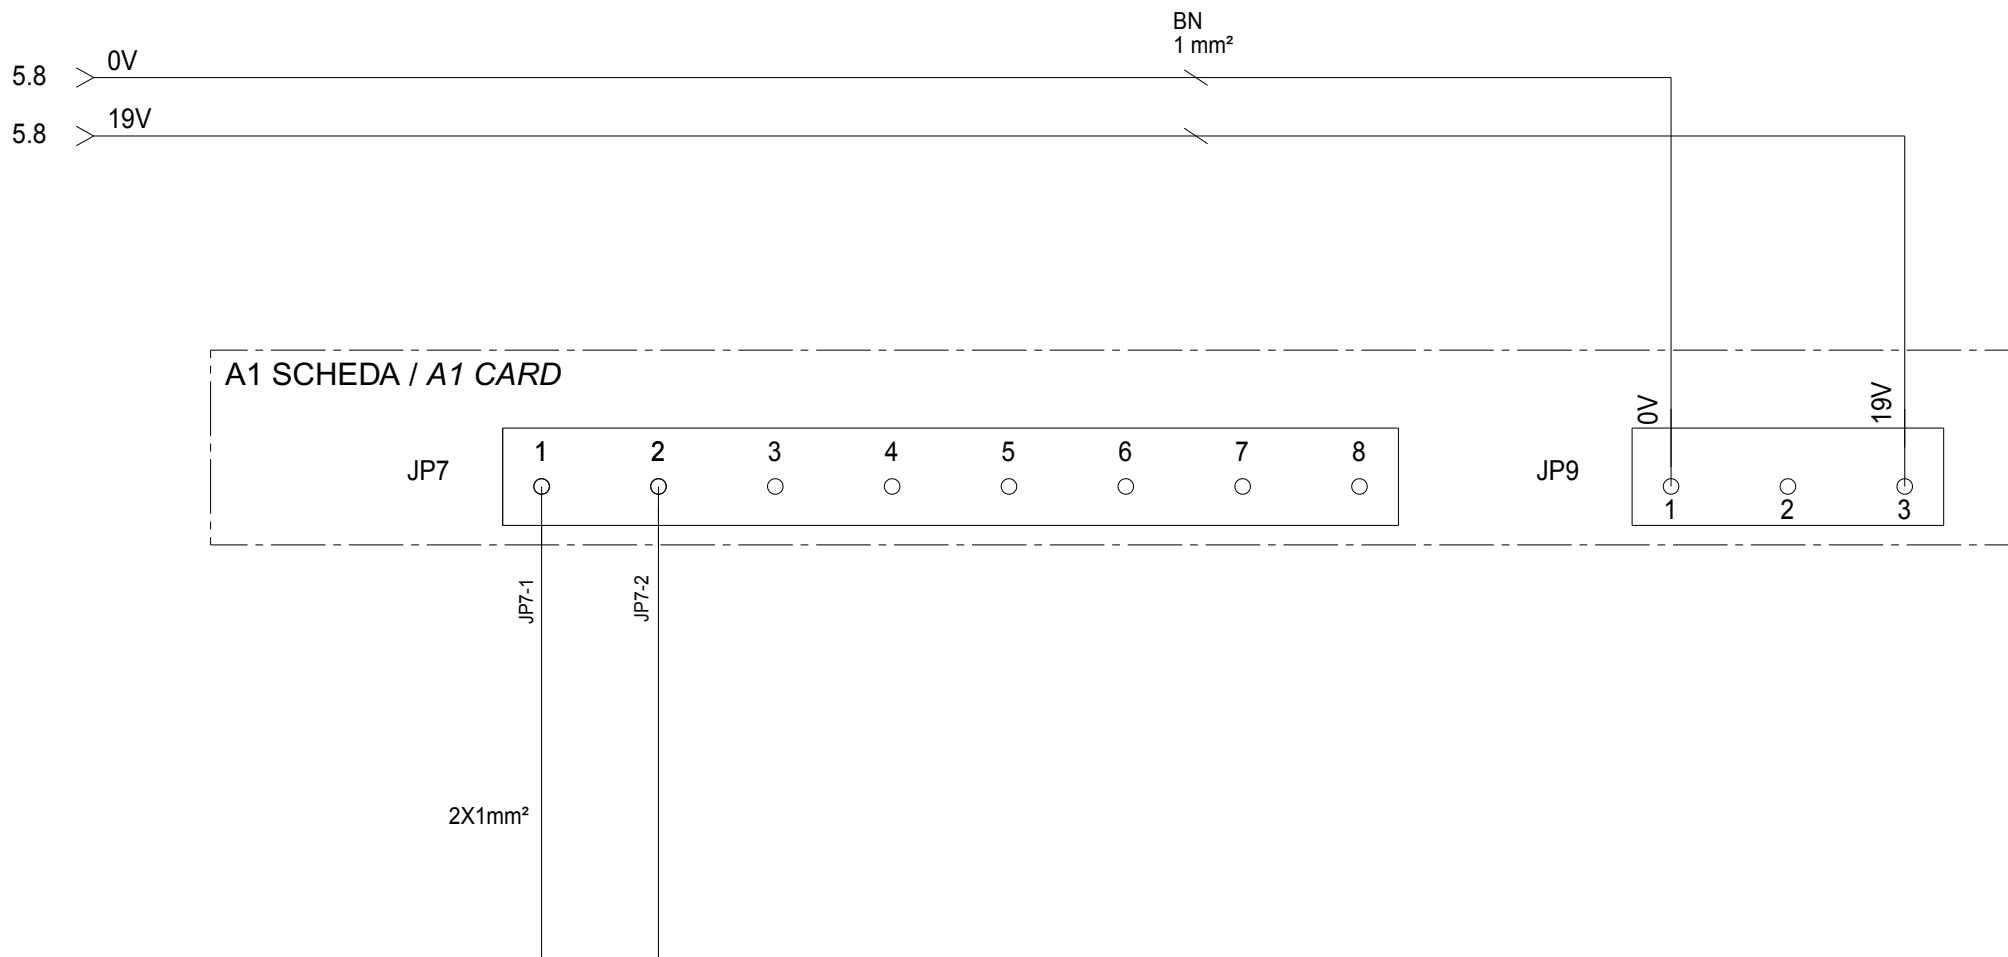 BN
1 mm²
5.8 0V
5.8 19V
A1 SCHEDA / A1 CARD
0V 19V
JP7 1 2 3 4 5 6 7 8
JP9 1 2 3
JP7-1 JP7-2
2X1mm²